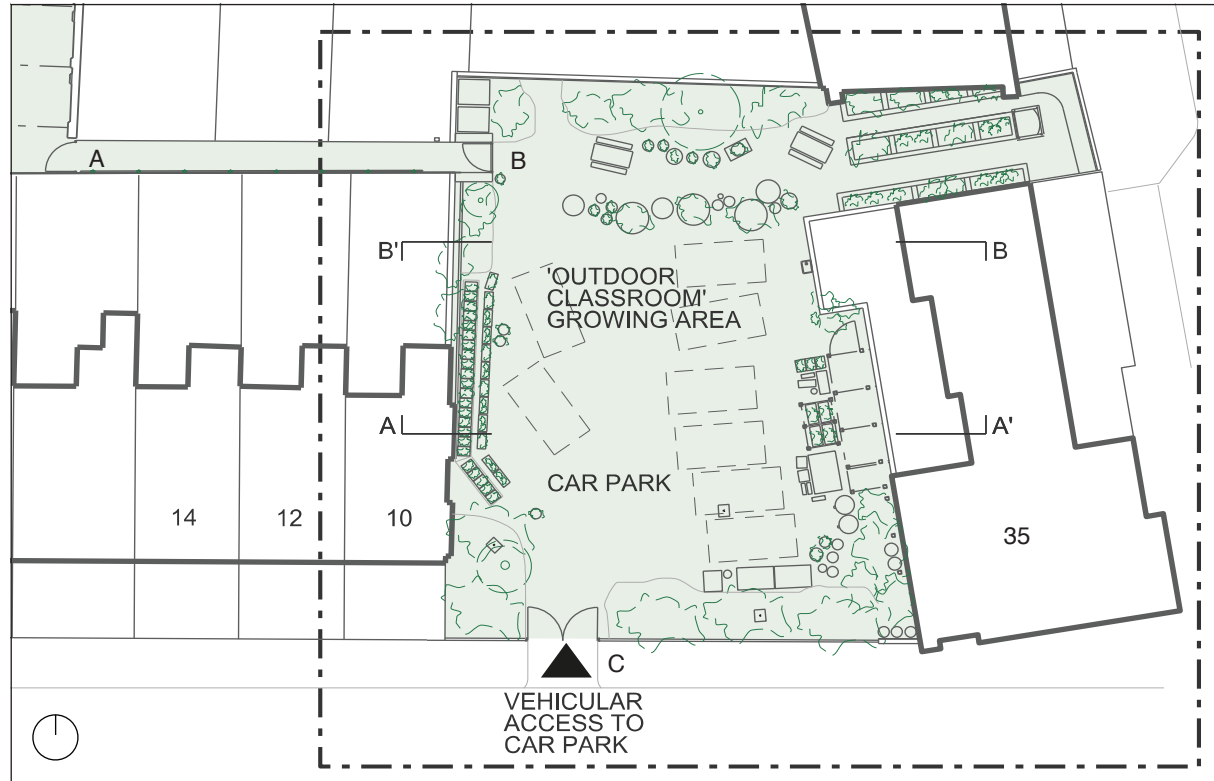 A
B
B'
B
'OUTDOOR
CLASSROOM'
GROWING AREA
A
A'
CAR PARK
14
12
10
35
C
VEHICULAR
ACCESS TO
CAR PARK